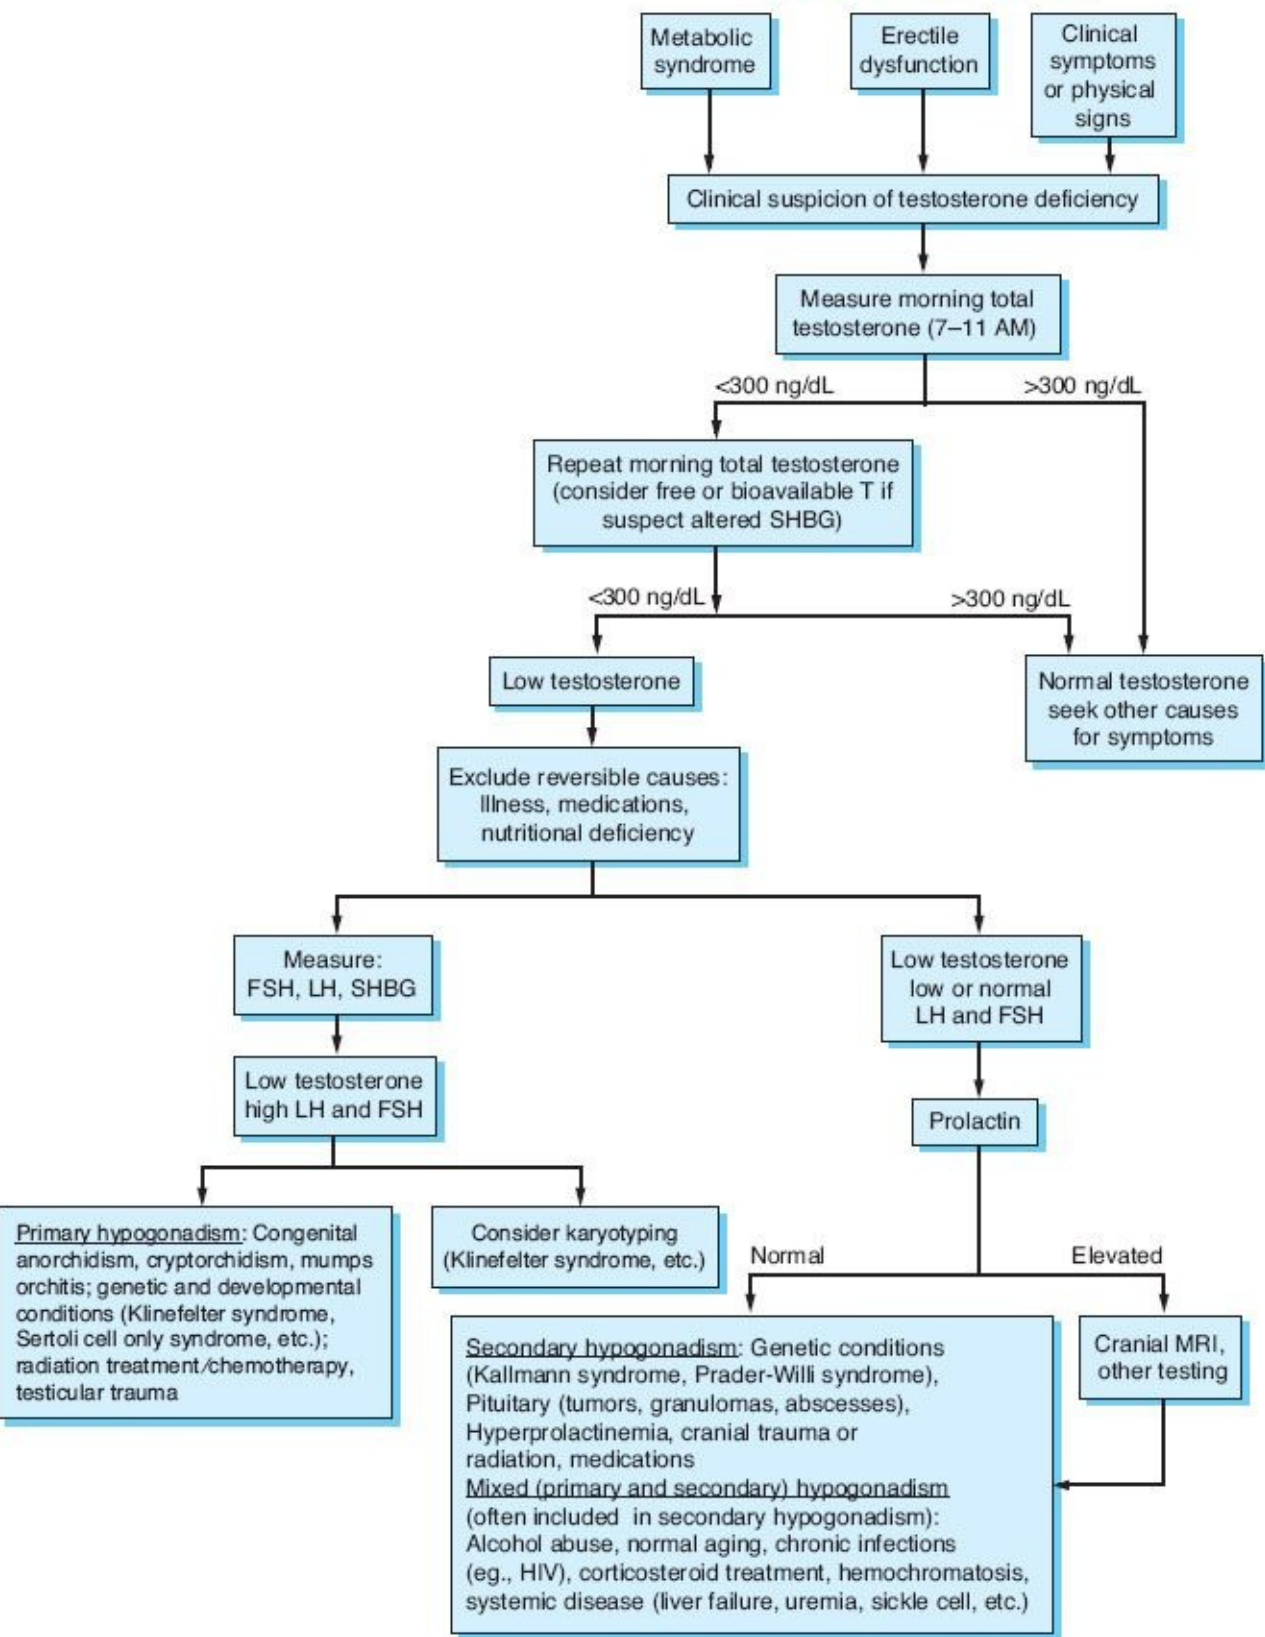 Metabolic
syndrome
Erectile
dysfunction
Clinical
symptoms
or physical
signs
Clinical suspicion of testosterone deficiency
Measure morning total
testosterone (7–11 AM)
<300 ng/dL
>300 ng/dL
Repeat morning total testosterone
(consider free or bioavailable T if
suspect altered SHBG)
<300 ng/dL
>300 ng/dL
Low testosterone
Normal testosterone
seek other causes
for symptoms
Exclude reversible causes:
Illness, medications,
nutritional deficiency
Measure:
FSH, LH, SHBG
Low testosterone
low or normal
LH and FSH
Low testosterone
high LH and FSH
Prolactin
Primary hypogonadism: Congenital
anorchidism, cryptorchidism, mumps
orchitis; genetic and developmental
conditions (Klinefelter syndrome,
Sertoli cell only syndrome, etc.);
radiation treatment/chemotherapy,
testicular trauma
Consider karyotyping
(Klinefelter syndrome, etc.)
Normal
Elevated
Secondary hypogonadism: Genetic conditions
(Kallmann syndrome, Prader-Willi syndrome),
Pituitary (tumors, granulomas, abscesses),
Hyperprolactinemia, cranial trauma or
radiation, medications
Mixed (primary and secondary) hypogonadism
(often included in secondary hypogonadism):
Alcohol abuse, normal aging, chronic infections
(eg., HIV), corticosteroid treatment, hemochromatosis,
systemic disease (liver failure, uremia, sickle cell, etc.)
Cranial MRI,
other testing